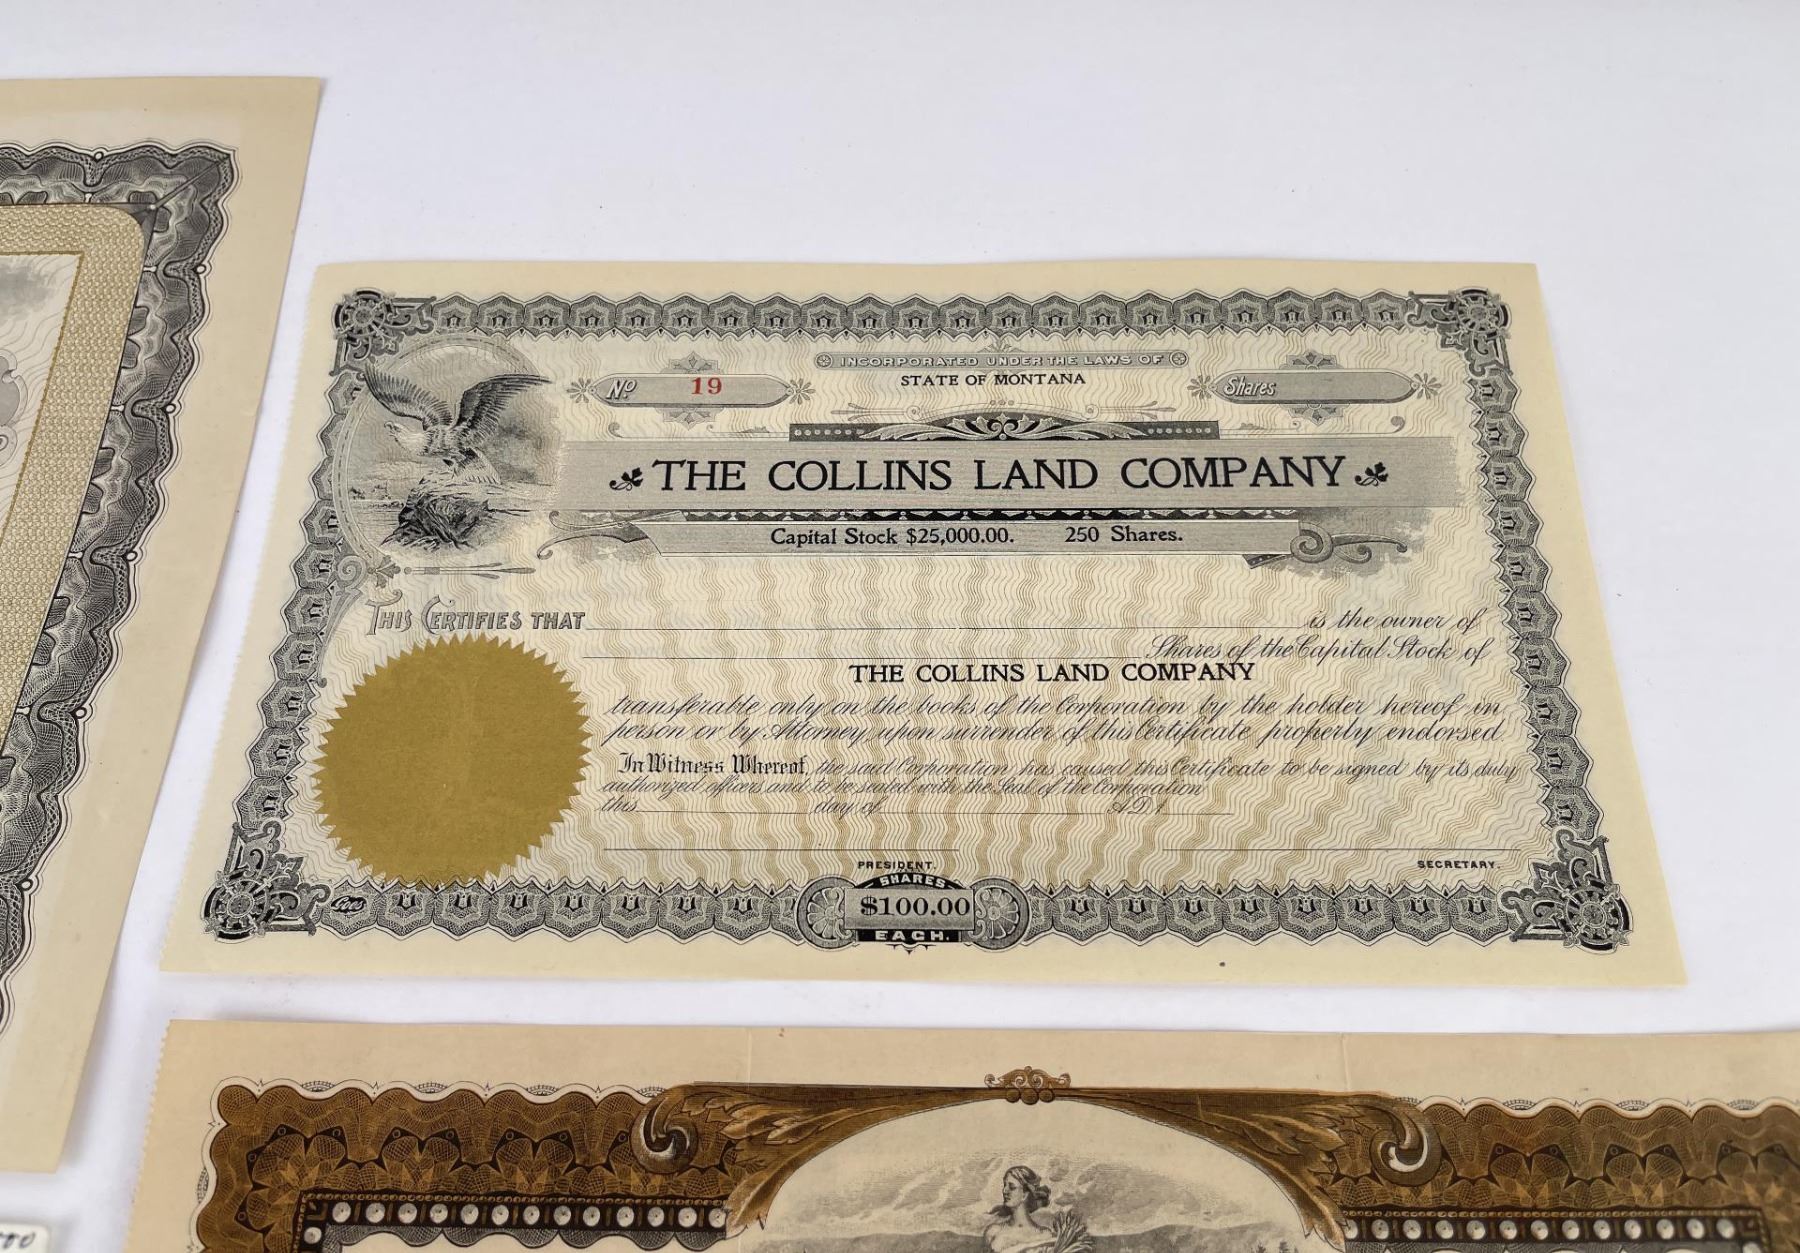 INCORPORATED UNDER THE LAWS OF
STATE OF MONTANA
No 19
Shares
THE COLLINS LAND COMPANY
Capital Stock $25,000.00. 250 Shares.
THIS CERTIFIES THAT is the owner of
Shares of the Capital Stock of
THE COLLINS LAND COMPANY
transferable only on the books of the Corporation by the holder hereof in
person or by Attorney, upon surrender of this Certificate properly endorsed.
In Witness Whereof, the said Corporation has caused this Certificate to be signed by its duly
authorized officers and to be sealed with the Seal of the Corporation
this day of A.D. 1
PRESIDENT. SECRETARY.
Goes
SHARES
$100.00
EACH.